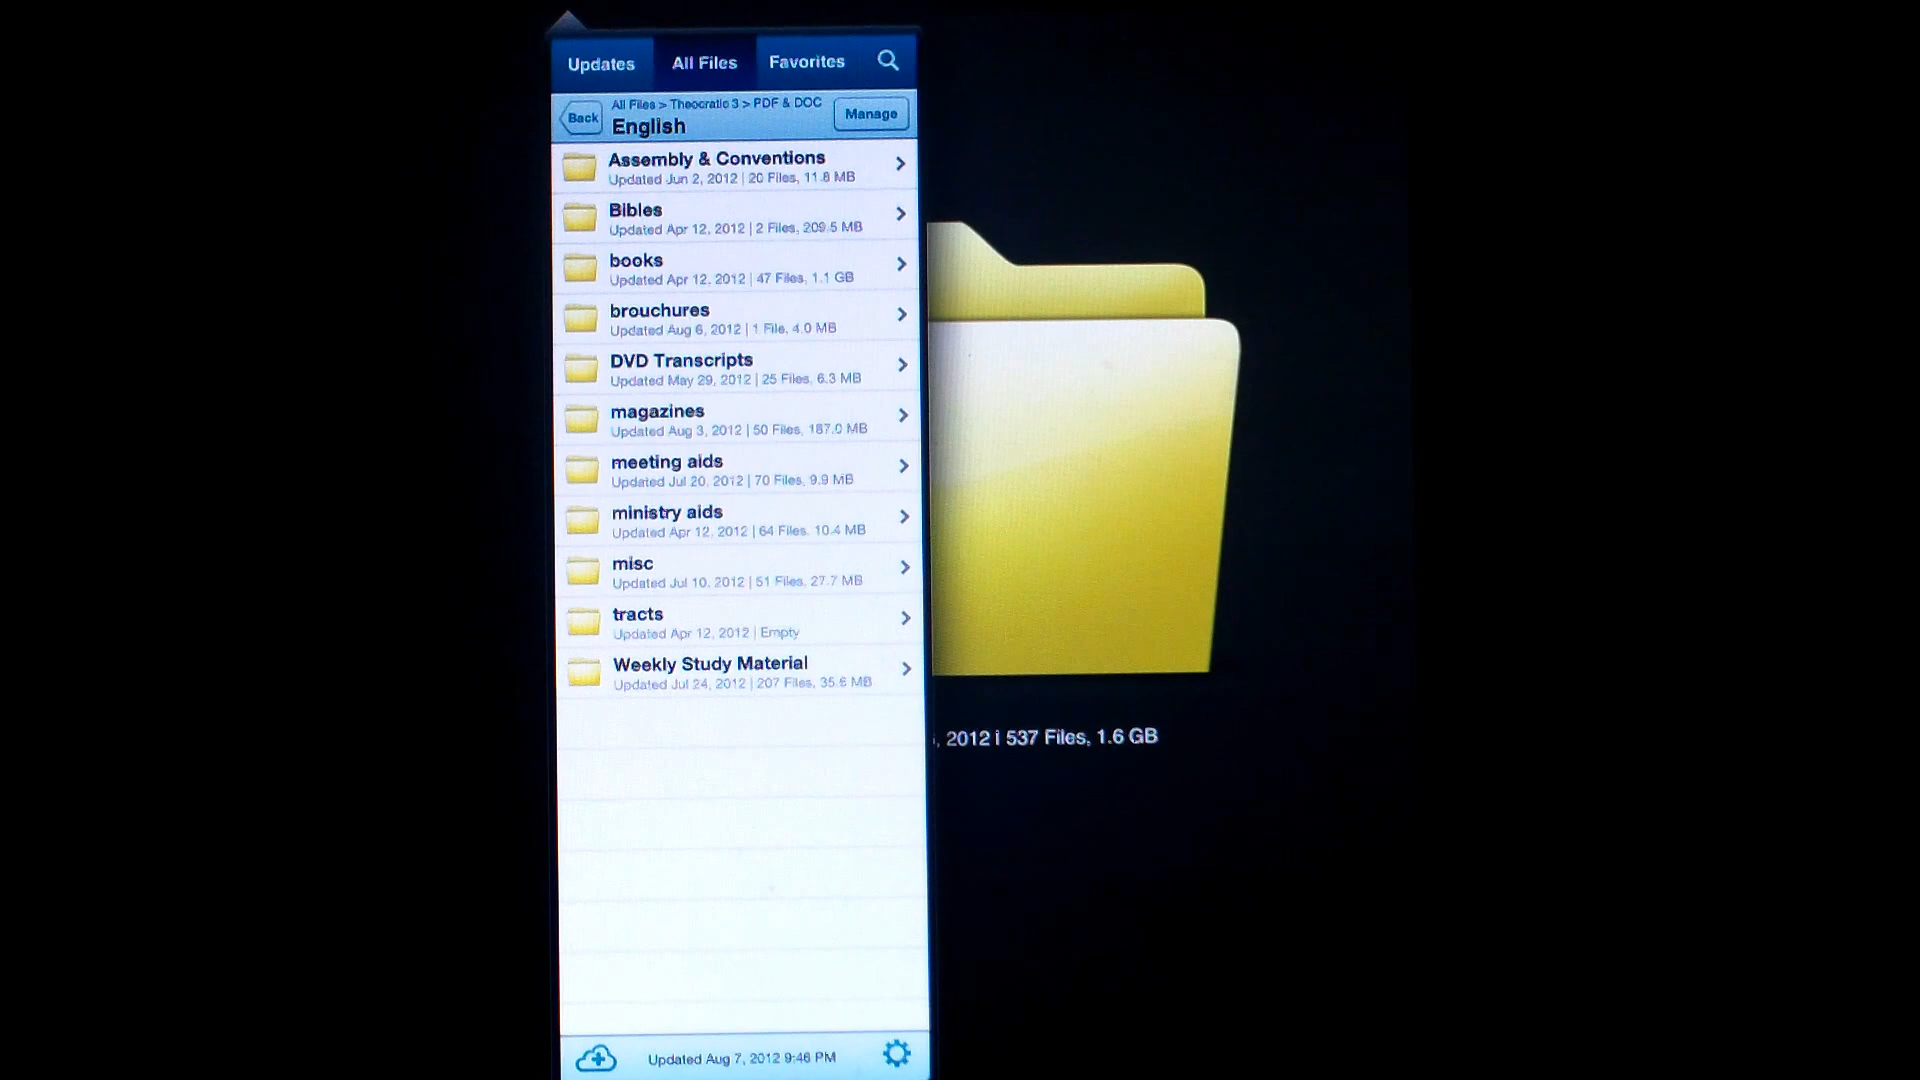 Updates All Files Favorites
All Files > Theocratic 3 > PDF & DOC
Back English Manage
Assembly & Conventions
Updated Jun 2, 2012 | 20 Files, 11.8 MB
Bibles
Updated Apr 12, 2012 | 2 Files, 209.5 MB
books
Updated Apr 12, 2012 | 47 Files, 1.1 GB
brouchures
Updated Aug 6, 2012 | 1 File, 4.0 MB
DVD Transcripts
Updated May 29, 2012 | 25 Files, 6.3 MB
magazines
Updated Aug 3, 2012 | 50 Files, 187.0 MB
meeting aids
Updated Jul 20, 2012 | 70 Files, 9.9 MB
ministry aids
Updated Apr 12, 2012 | 64 Files, 10.4 MB
misc
Updated Jul 10, 2012 | 51 Files, 27.7 MB
tracts
Updated Apr 12, 2012 | Empty
Weekly Study Material
Updated Jul 24, 2012 | 207 Files, 35.6 MB
, 2012 | 537 Files, 1.6 GB
Updated Aug 7, 2012 9:46 PM